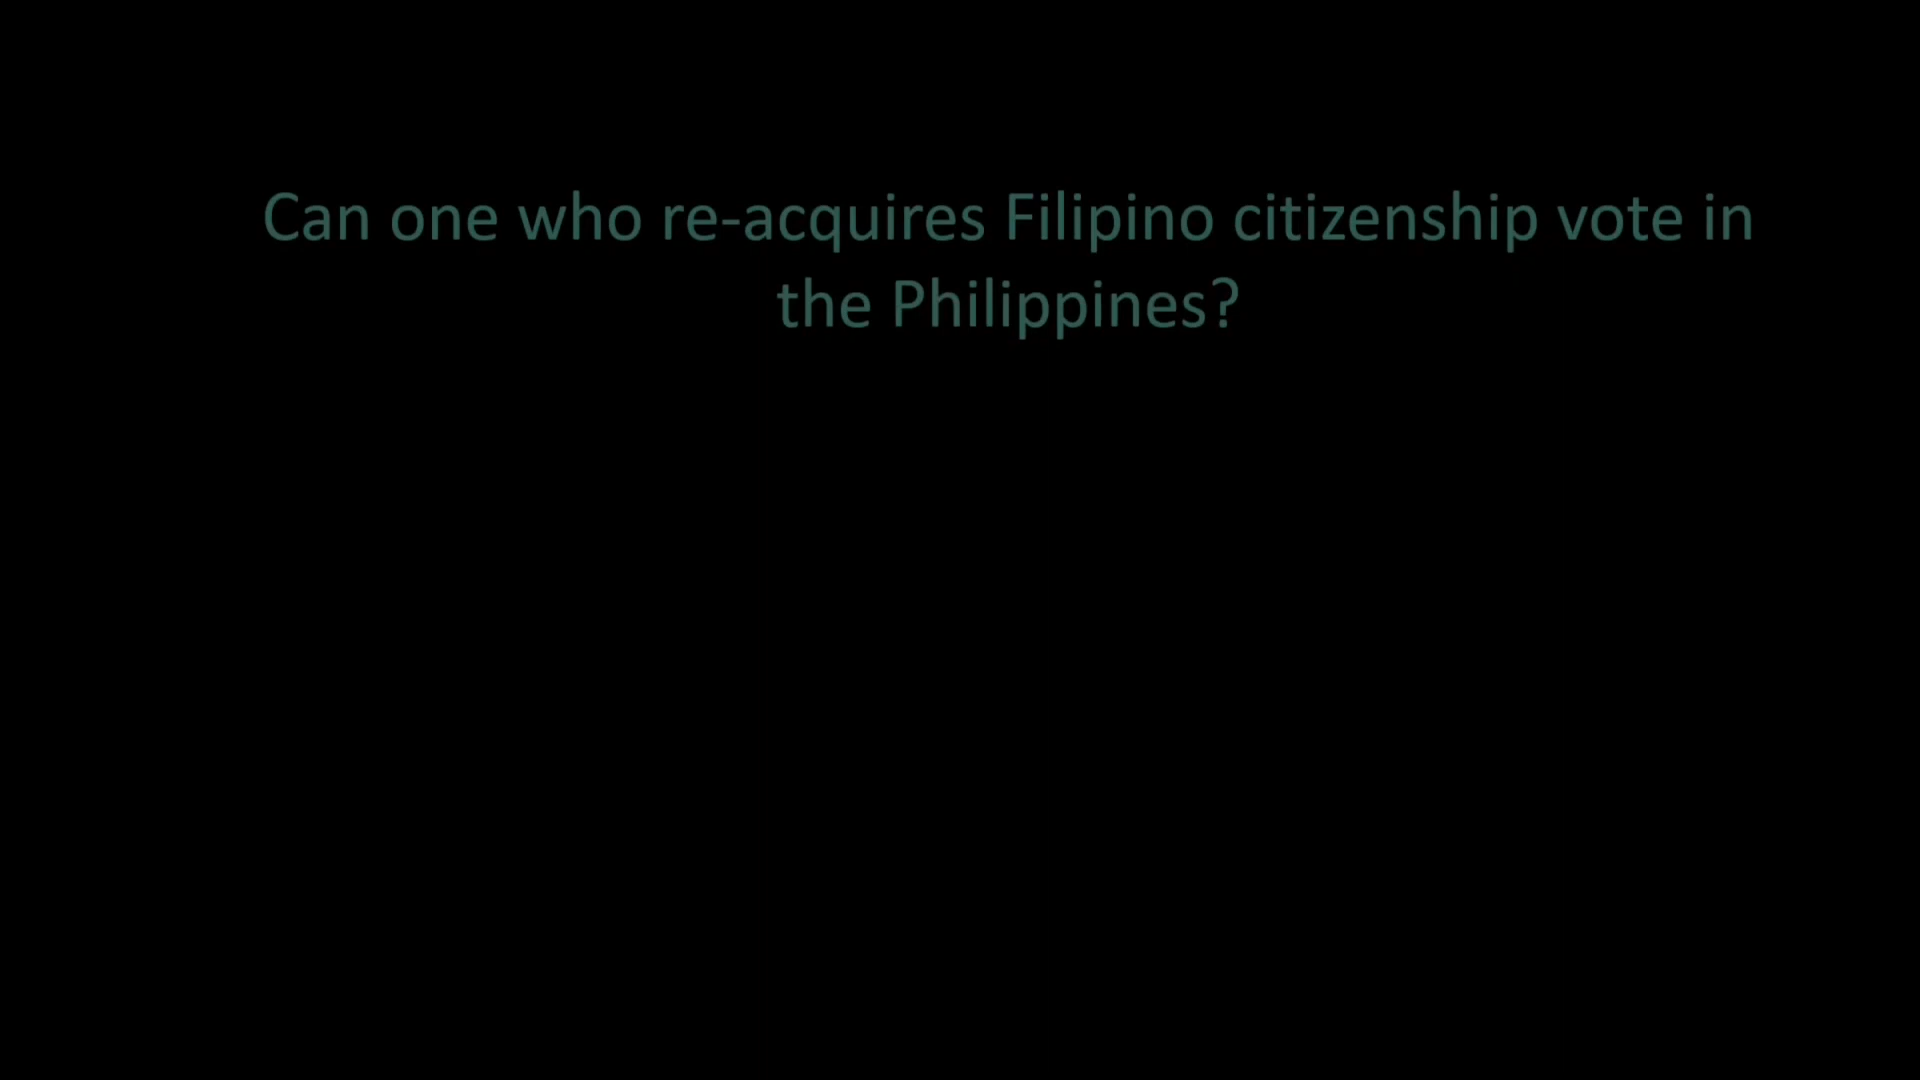 Can one who re-acquires Filipino citizenship vote in
the Philippines?